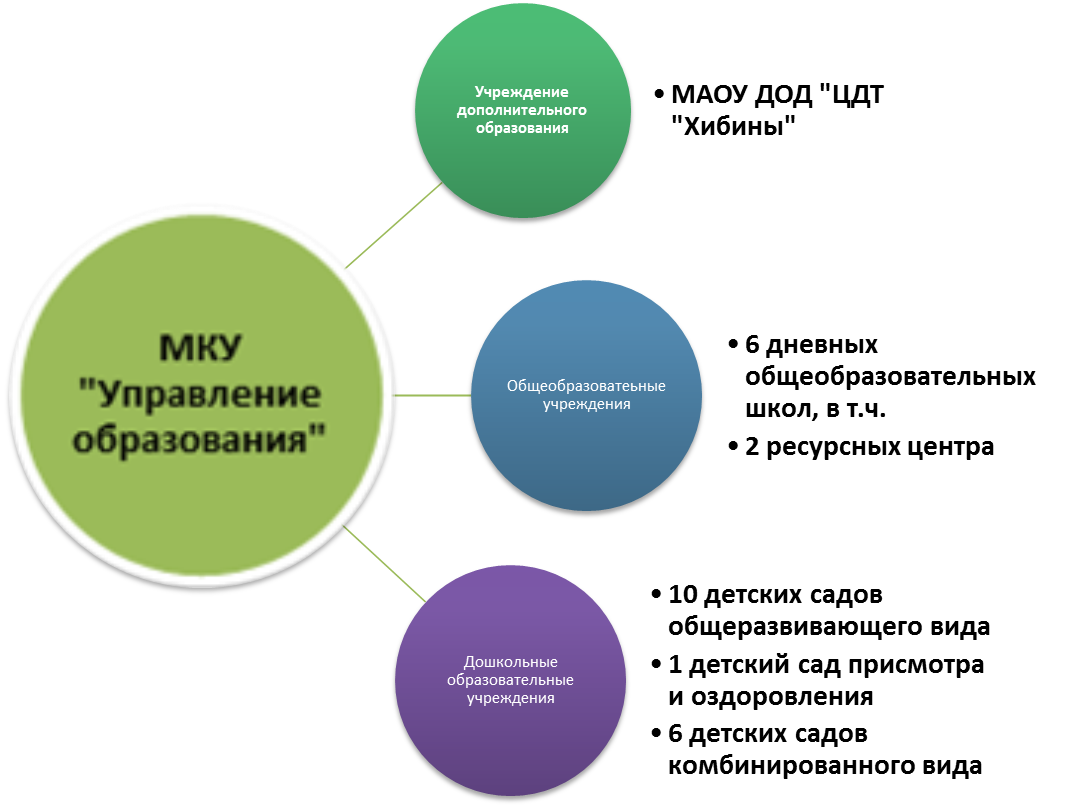 Учреждение
дополнительного
образования
• МАОУ ДОД "ЦДТ
"Хибины"
МКУ
"Управление
образования"
Общеобразоватеьные
учреждения
• 6 дневных
общеобразовательных
школ, в т.ч.
• 2 ресурсных центра
Дошкольные
образовательные
учреждения
• 10 детских садов
общеразвивающего вида
• 1 детский сад присмотра
и оздоровления
• 6 детских садов
комбинированного вида